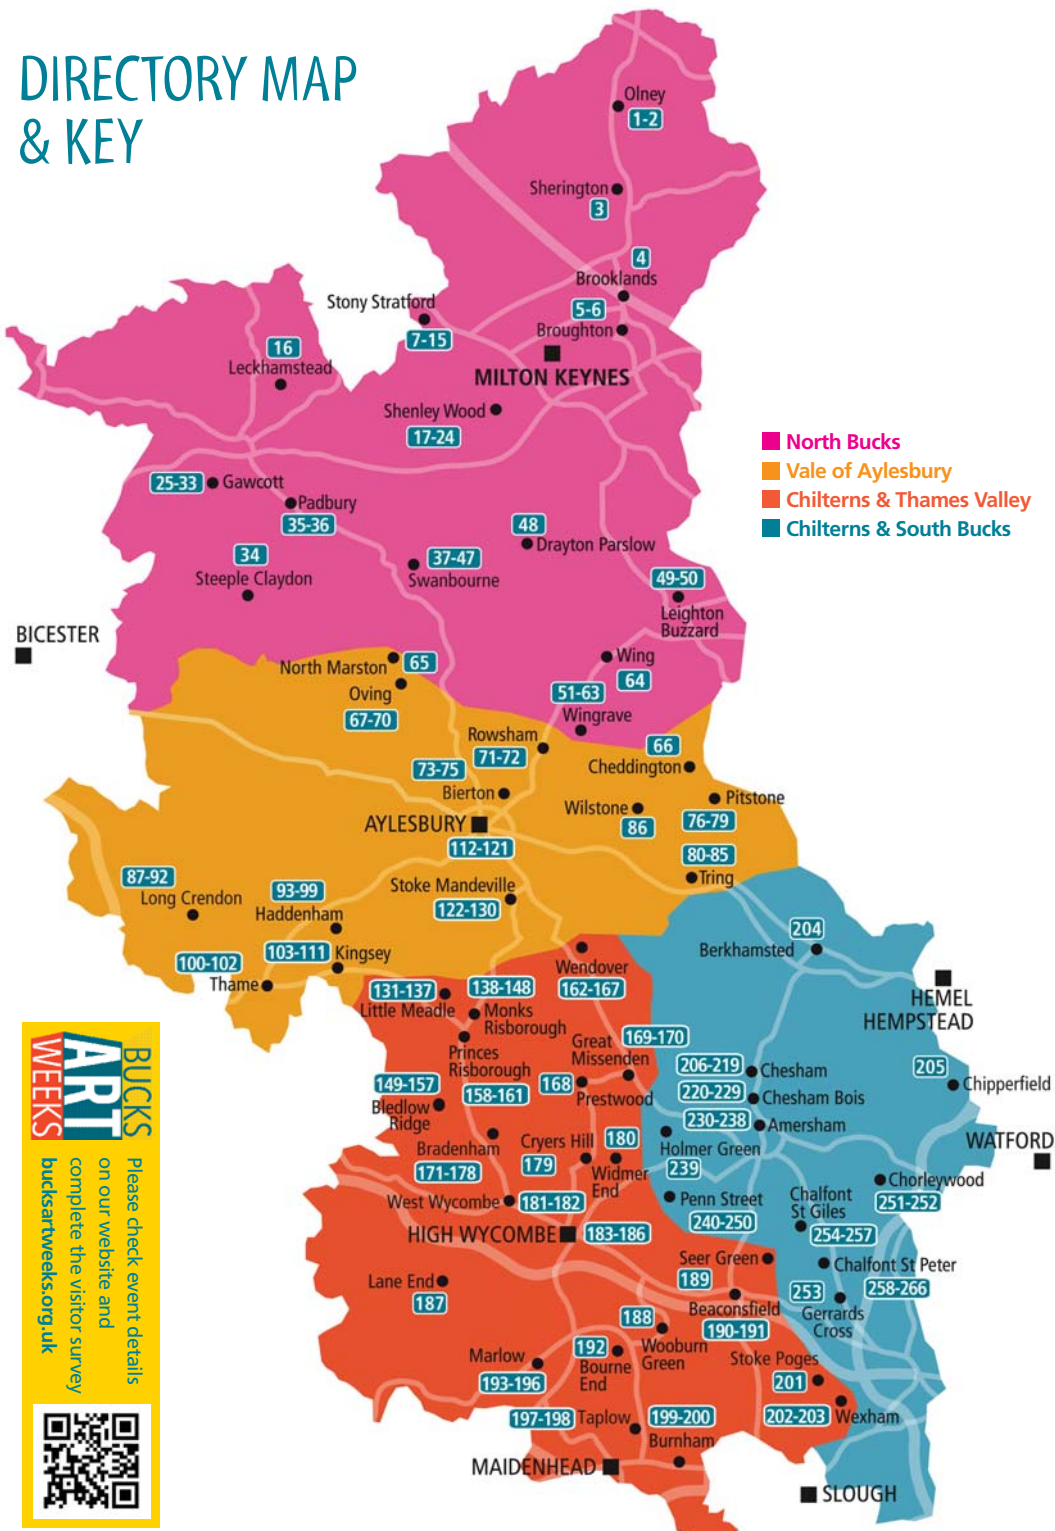 DIRECTORY MAP
& KEY
Olney
1-2
Sherington
3
4
Brooklands
5-6
Broughton
Stony Stratford
7-15
MILTON KEYNES
16
Leckhamstead
Shenley Wood
17-24
North Bucks
Vale of Aylesbury
Chilterns & Thames Valley
Chilterns & South Bucks
25-33
Gawcott
Padbury
35-36
48
Drayton Parslow
34
Steeple Claydon
37-47
Swanbourne
49-50
Leighton
Buzzard
BICESTER
North Marston
65
Oving
67-70
Wing
64
51-63
Wingrave
Rowsham
71-72
66
Cheddington
73-75
Bierton
Wilstone
86
Pitstone
76-79
AYLESBURY
112-121
80-85
Tring
87-92
Long Crendon
93-99
Haddenham
Stoke Mandeville
122-130
100-102
Thame
103-111
Kingsey
204
Berkhamsted
Wendover
162-167
131-137
Little Meadle
138-148
Monks
Risborough
HEMEL
HEMPSTEAD
Princes
Risborough
158-161
Great
Missenden
169-170
168
Prestwood
206-219
Chesham
220-229
Chesham Bois
230-238
Amersham
205
Chipperfield
149-157
Bledlow
Ridge
Bradenham
171-178
Cryers Hill
179
180
Widmer
End
Holmer Green
239
WATFORD
West Wycombe
181-182
Penn Street
240-250
Chalfont
St Giles
254-257
Chorleywood
251-252
HIGH WYCOMBE
183-186
Seer Green
189
Chalfont St Peter
258-266
Lane End
187
Beaconsfield
190-191
253
Gerrards
Cross
188
Wooburn
Green
192
Bourne
End
Marlow
193-196
Stoke Poges
201
197-198
Taplow
199-200
Burnham
202-203
Wexham
MAIDENHEAD
SLOUGH
BUCKS
ART
WEEKS
Please check event details
on our website and
complete the visitor survey
bucksartweeks.org.uk